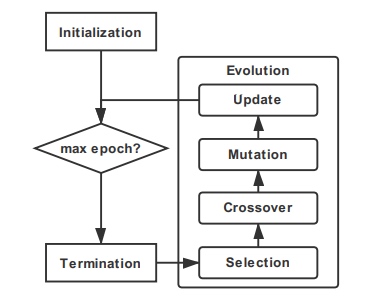 Initialization
Evolution
Update
max epoch?
Mutation
Crossover
Termination
Selection